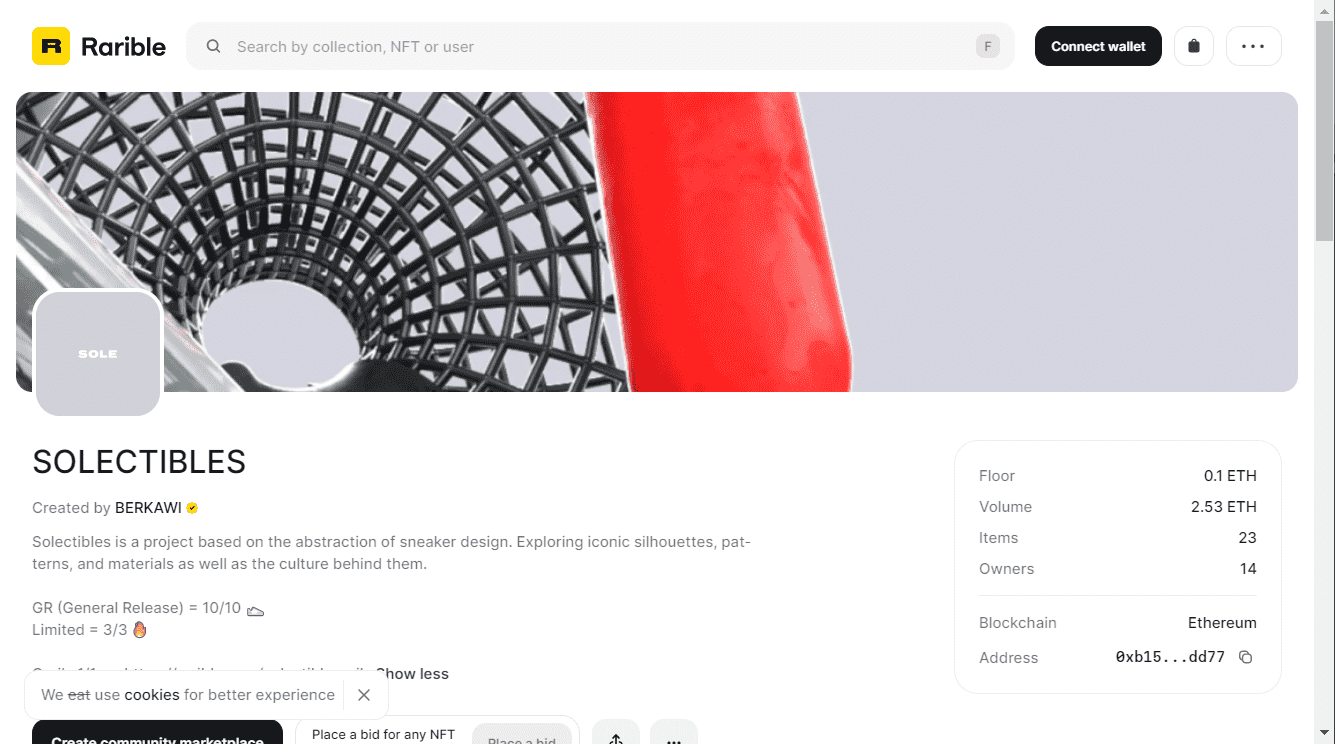 Rarible
Search by collection, NFT or user
F
Connect wallet
SOLE
SOLECTIBLES
Created by BERKAWI
Solectibles is a project based on the abstraction of sneaker design. Exploring iconic silhouettes, pat-
terns, and materials as well as the culture behind them.
GR (General Release) = 10/10
Limited = 3/3
Show less
Floor 0.1 ETH
Volume 2.53 ETH
Items 23
Owners 14
Blockchain Ethereum
Address 0xb15...dd77
We eat use cookies for better experience
Create community marketplace
Place a bid for any NFT
Place a bid